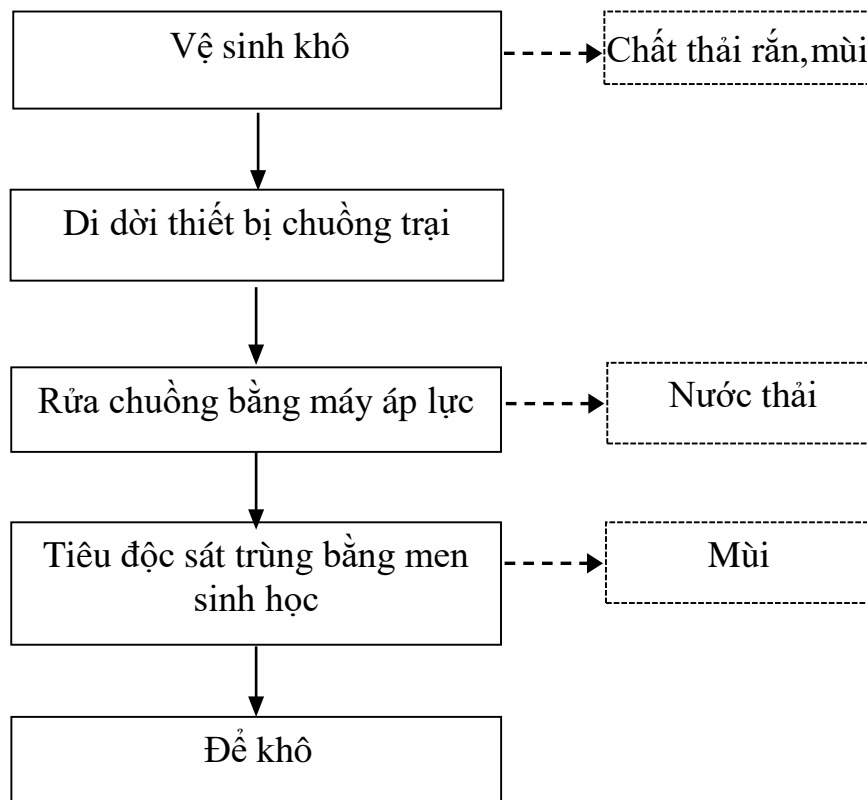 Vệ sinh khô
Chất thải rắn,mùi
Di dời thiết bị chuồng trại
Rửa chuồng bằng máy áp lực
Nước thải
Tiêu độc sát trùng bằng men
sinh học
Mùi
Để khô